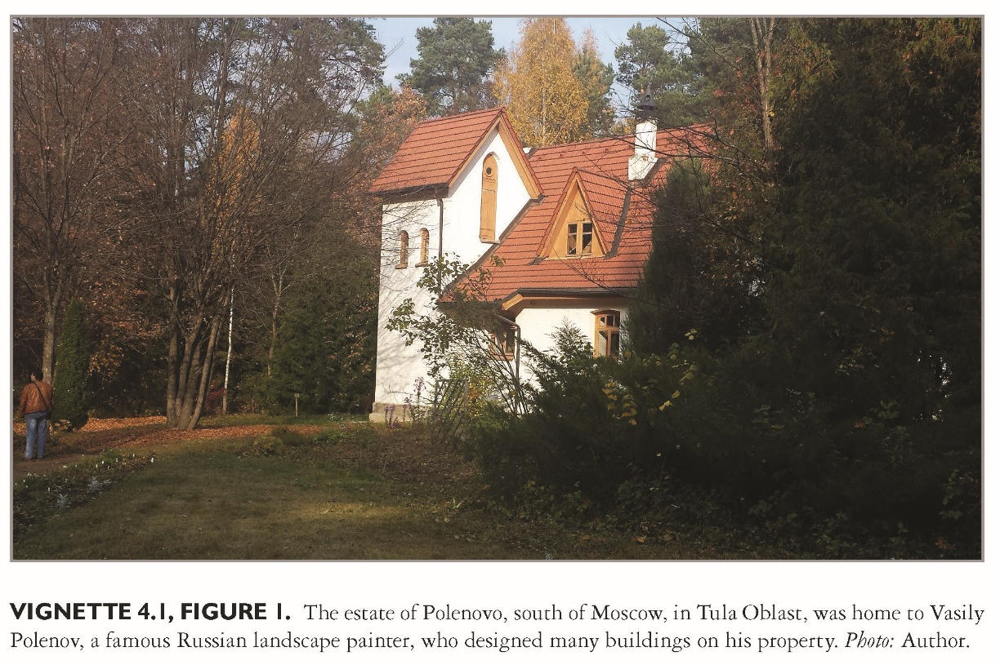 VIGNETTE 4.1, FIGURE 1. The estate of Polenovo, south of Moscow, in Tula Oblast, was home to Vasily
Polenov, a famous Russian landscape painter, who designed many buildings on his property. Photo: Author.